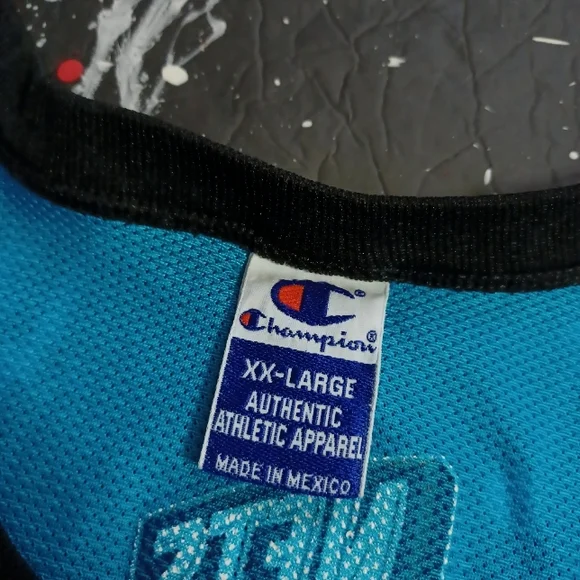 Champion®
XX-LARGE
AUTHENTIC
ATHLETIC APPAREL
MADE IN MEXICO